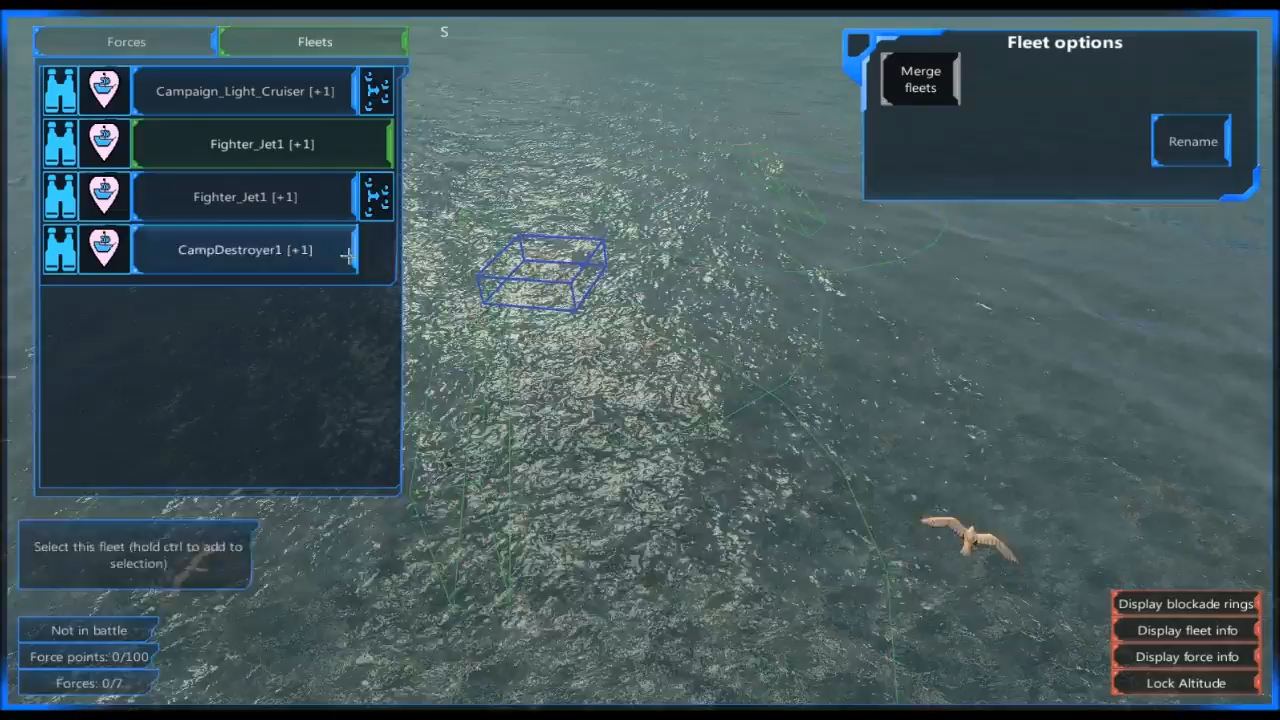 Forces
Fleets
S
Fleet options
Campaign_Light_Cruiser [+1]
Merge
fleets
Fighter_Jet1 [+1]
Rename
Fighter_Jet1 [+1]
CampDestroyer1 [+1]
Select this fleet (hold ctrl to add to
selection)
Not in battle
Force points: 0/100
Forces: 0/7
Display blockade rings
Display fleet info
Display force info
Lock Altitude